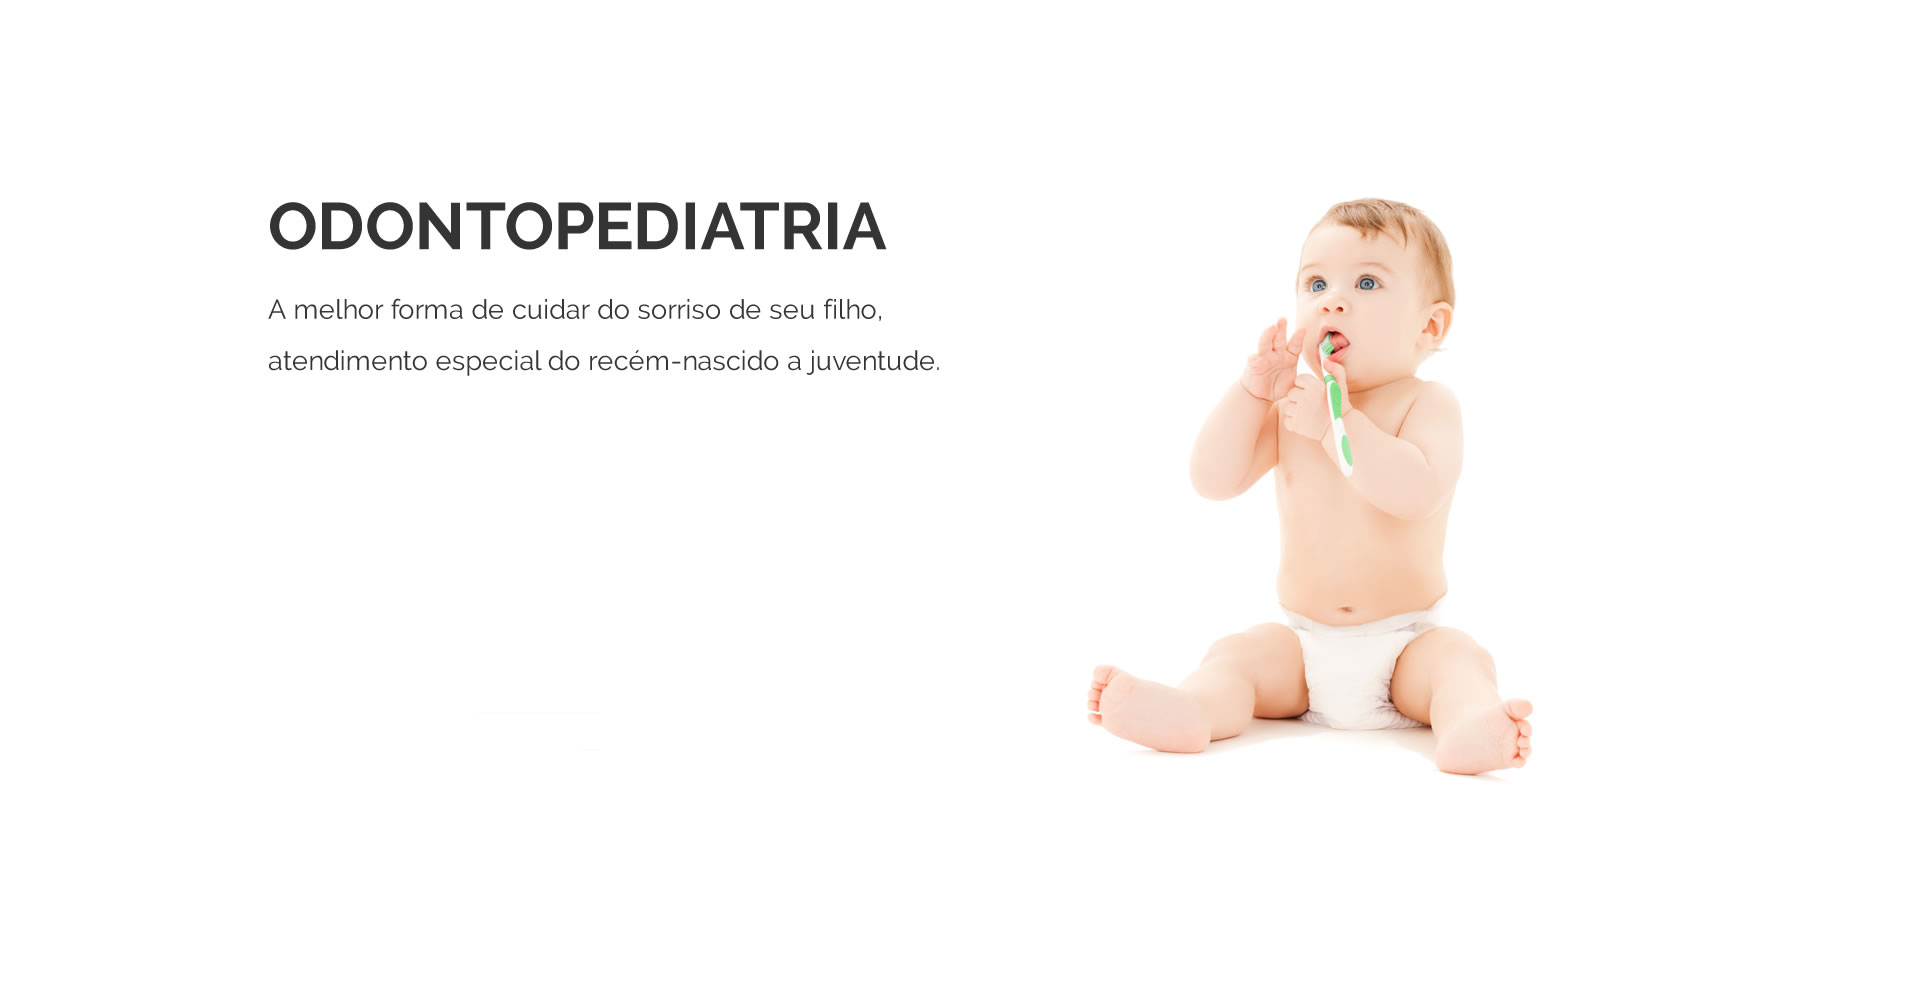 ODONTOPEDIATRIA
A melhor forma de cuidar do sorriso de seu filho,
atendimento especial do recém-nascido a juventude.